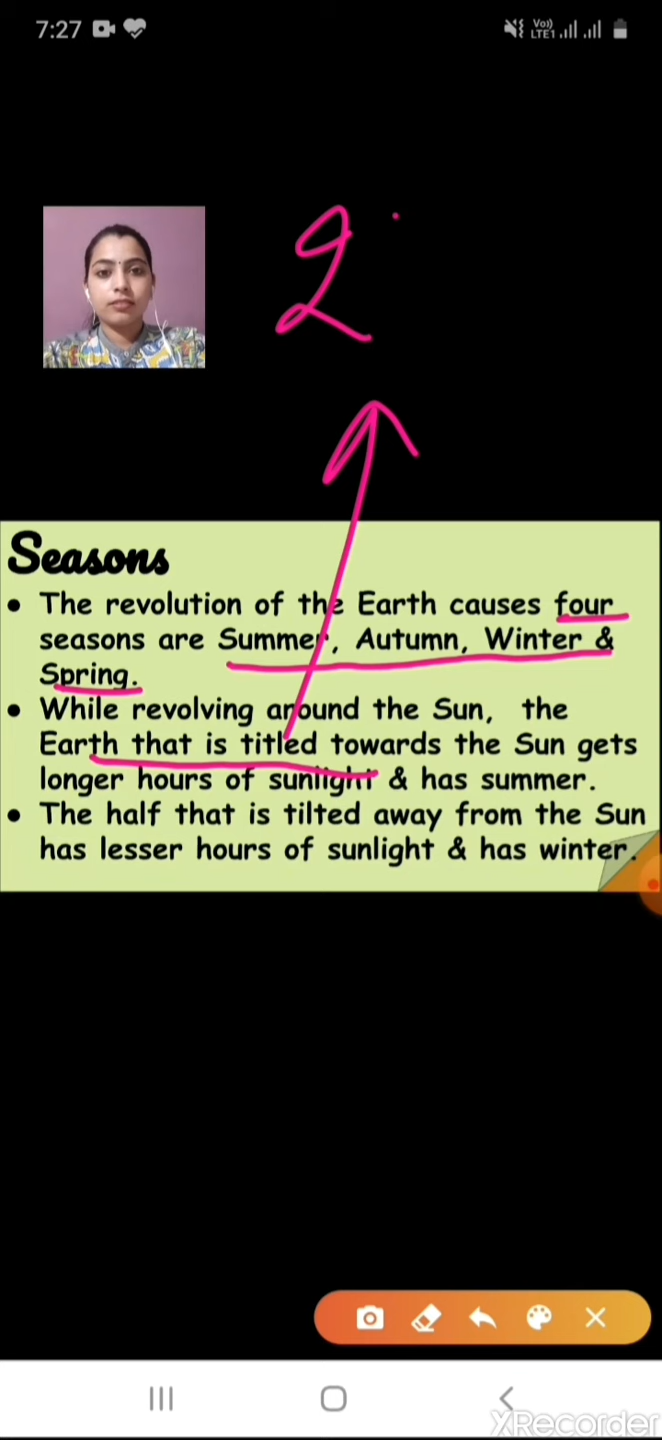 7:27
Vo))
LTE1
2
Seasons
• The revolution of the Earth causes four
seasons are Summer, Autumn, Winter &
Spring.
• While revolving around the Sun, the
Earth that is titled towards the Sun gets
longer hours of sunlight & has summer.
• The half that is tilted away from the Sun
has lesser hours of sunlight & has winter.
XRecorder